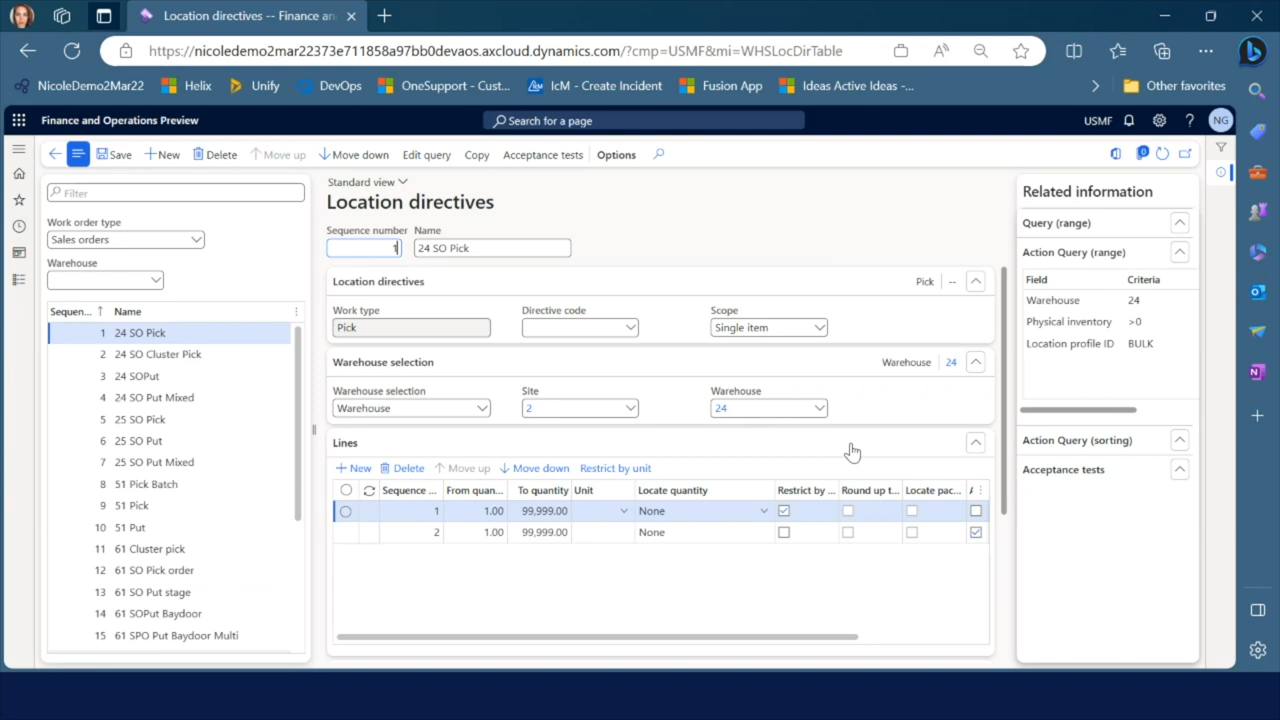 Location directives -- Finance an
https://nicoledemo2mar22373e711858a97bb0devaos.axcloud.dynamics.com/?cmp=USMF&mi=WHSLocDirTable
NicoleDemo2Mar22 Helix Unify DevOps OneSupport - Cust... IcM - Create Incident Fusion App Ideas Active Ideas -... Other favorites
Finance and Operations Preview Search for a page USMF ? NG
Save New Delete Move up Move down Edit query Copy Acceptance tests Options 0
Filter
Work order type
Sales orders
Warehouse
Sequen... Name
1 24 SO Pick
2 24 SO Cluster Pick
3 24 SOPut
4 24 SO Put Mixed
5 25 SO Pick
6 25 SO Put
7 25 SO Put Mixed
8 51 Pick Batch
9 51 Pick
10 51 Put
11 61 Cluster pick
12 61 SO Pick order
13 61 SO Put stage
14 61 SOPut Baydoor
15 61 SPO Put Baydoor Multi
Standard view
Location directives
Sequence number Name
1 24 SO Pick
Location directives Pick --
Work type Directive code Scope
Pick Single item
Warehouse selection Warehouse 24
Warehouse selection Site Warehouse
Warehouse 2 24
Lines
New Delete Move up Move down Restrict by unit
Sequence ... From quan... To quantity Unit Locate quantity Restrict by ... Round up t... Locate pac...
1 1.00 99,999.00 None
2 1.00 99,999.00 None
Related information
Query (range)
Action Query (range)
Field Criteria
Warehouse 24
Physical inventory >0
Location profile ID BULK
Action Query (sorting)
Acceptance tests